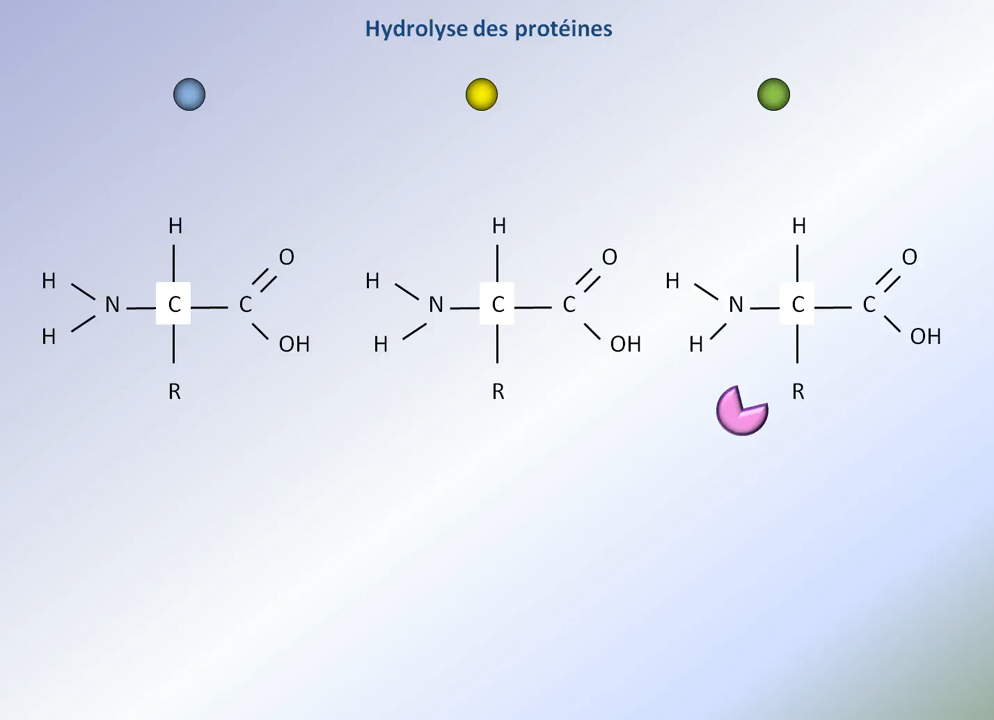 Hydrolyse des protéines
H H H
O O O
H H H
N C C N C C N C C
H OH H OH H OH
R R R